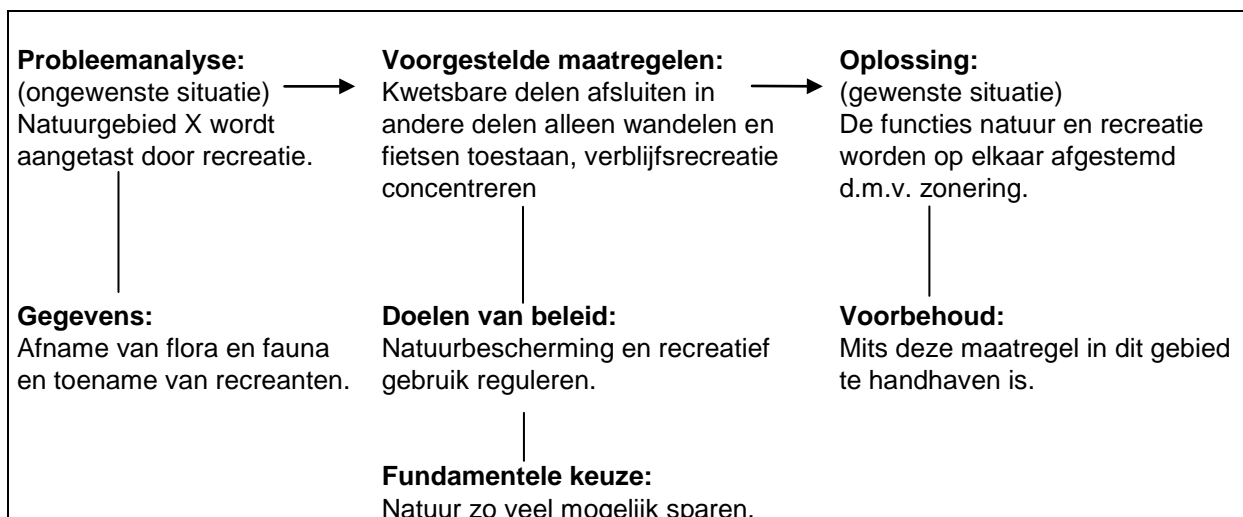 Probleemanalyse:
(ongewenste situatie)
Natuurgebied X wordt
aangetast door recreatie.
Voorgestelde maatregelen:
Kwetsbare delen afsluiten in
andere delen alleen wandelen en
fietsen toestaan, verblijfsrecreatie
concentreren
Oplossing:
(gewenste situatie)
De functies natuur en recreatie
worden op elkaar afgestemd
d.m.v. zonering.
Gegevens:
Afname van flora en fauna
en toename van recreanten.
Doelen van beleid:
Natuurbescherming en recreatief
gebruik reguleren.
Voorbehoud:
Mits deze maatregel in dit gebied
te handhaven is.
Fundamentele keuze:
Natuur zo veel mogelijk sparen.